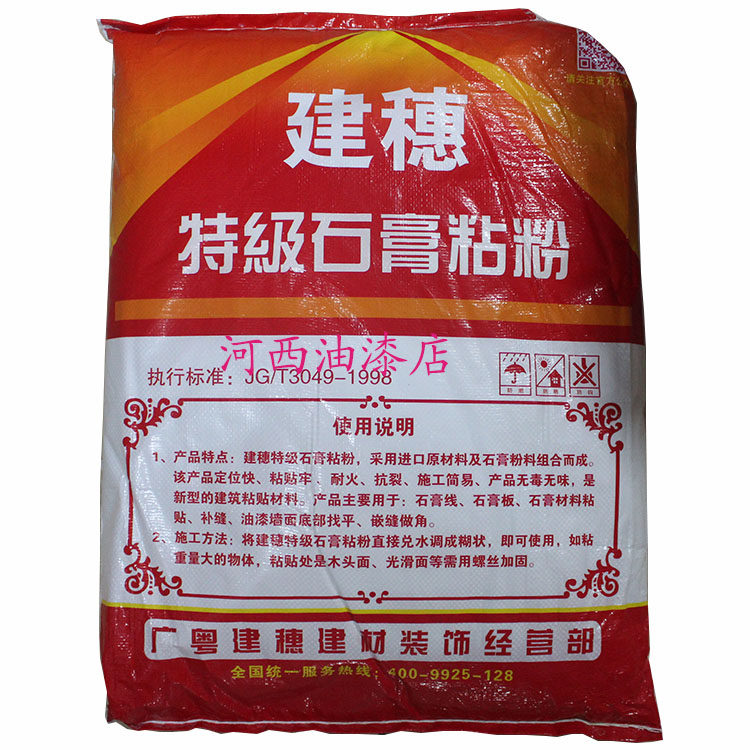 请关注官方
建穗
特級石膏粘粉
河西油漆店
执行标准：JG/T3049-1998
防潮
防晒
使用说明
1、产品特点：建穗特级石膏粘粉，采用进口原材料及石膏粉料组合而成。
该产品定位快、粘贴牢、耐火、抗裂、施工简易、产品无毒无味，是
新型的建筑粘贴材料。产品主要用于：石膏线、石膏板、石膏材料粘
贴、补缝、油漆墙面底部找平、嵌缝做角。
2、施工方法：将建穗特级石膏粘粉直接兑水调成糊状，即可使用，如粘
重量大的物体，粘贴处是木头面、光滑面等需用螺丝加固。
广粤建穗建材装饰经营部
全国统一服务热线：400-9925-128